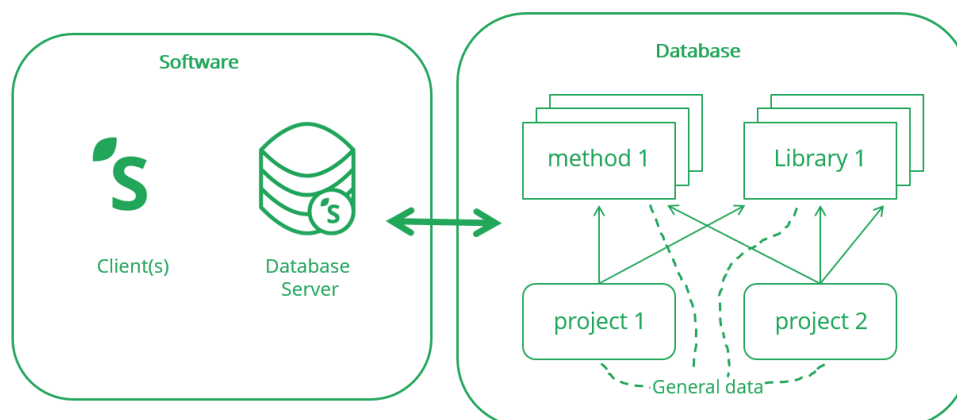 Software
Database
S
S
Client(s)
Database
Server
method 1
Library 1
project 1
project 2
General data